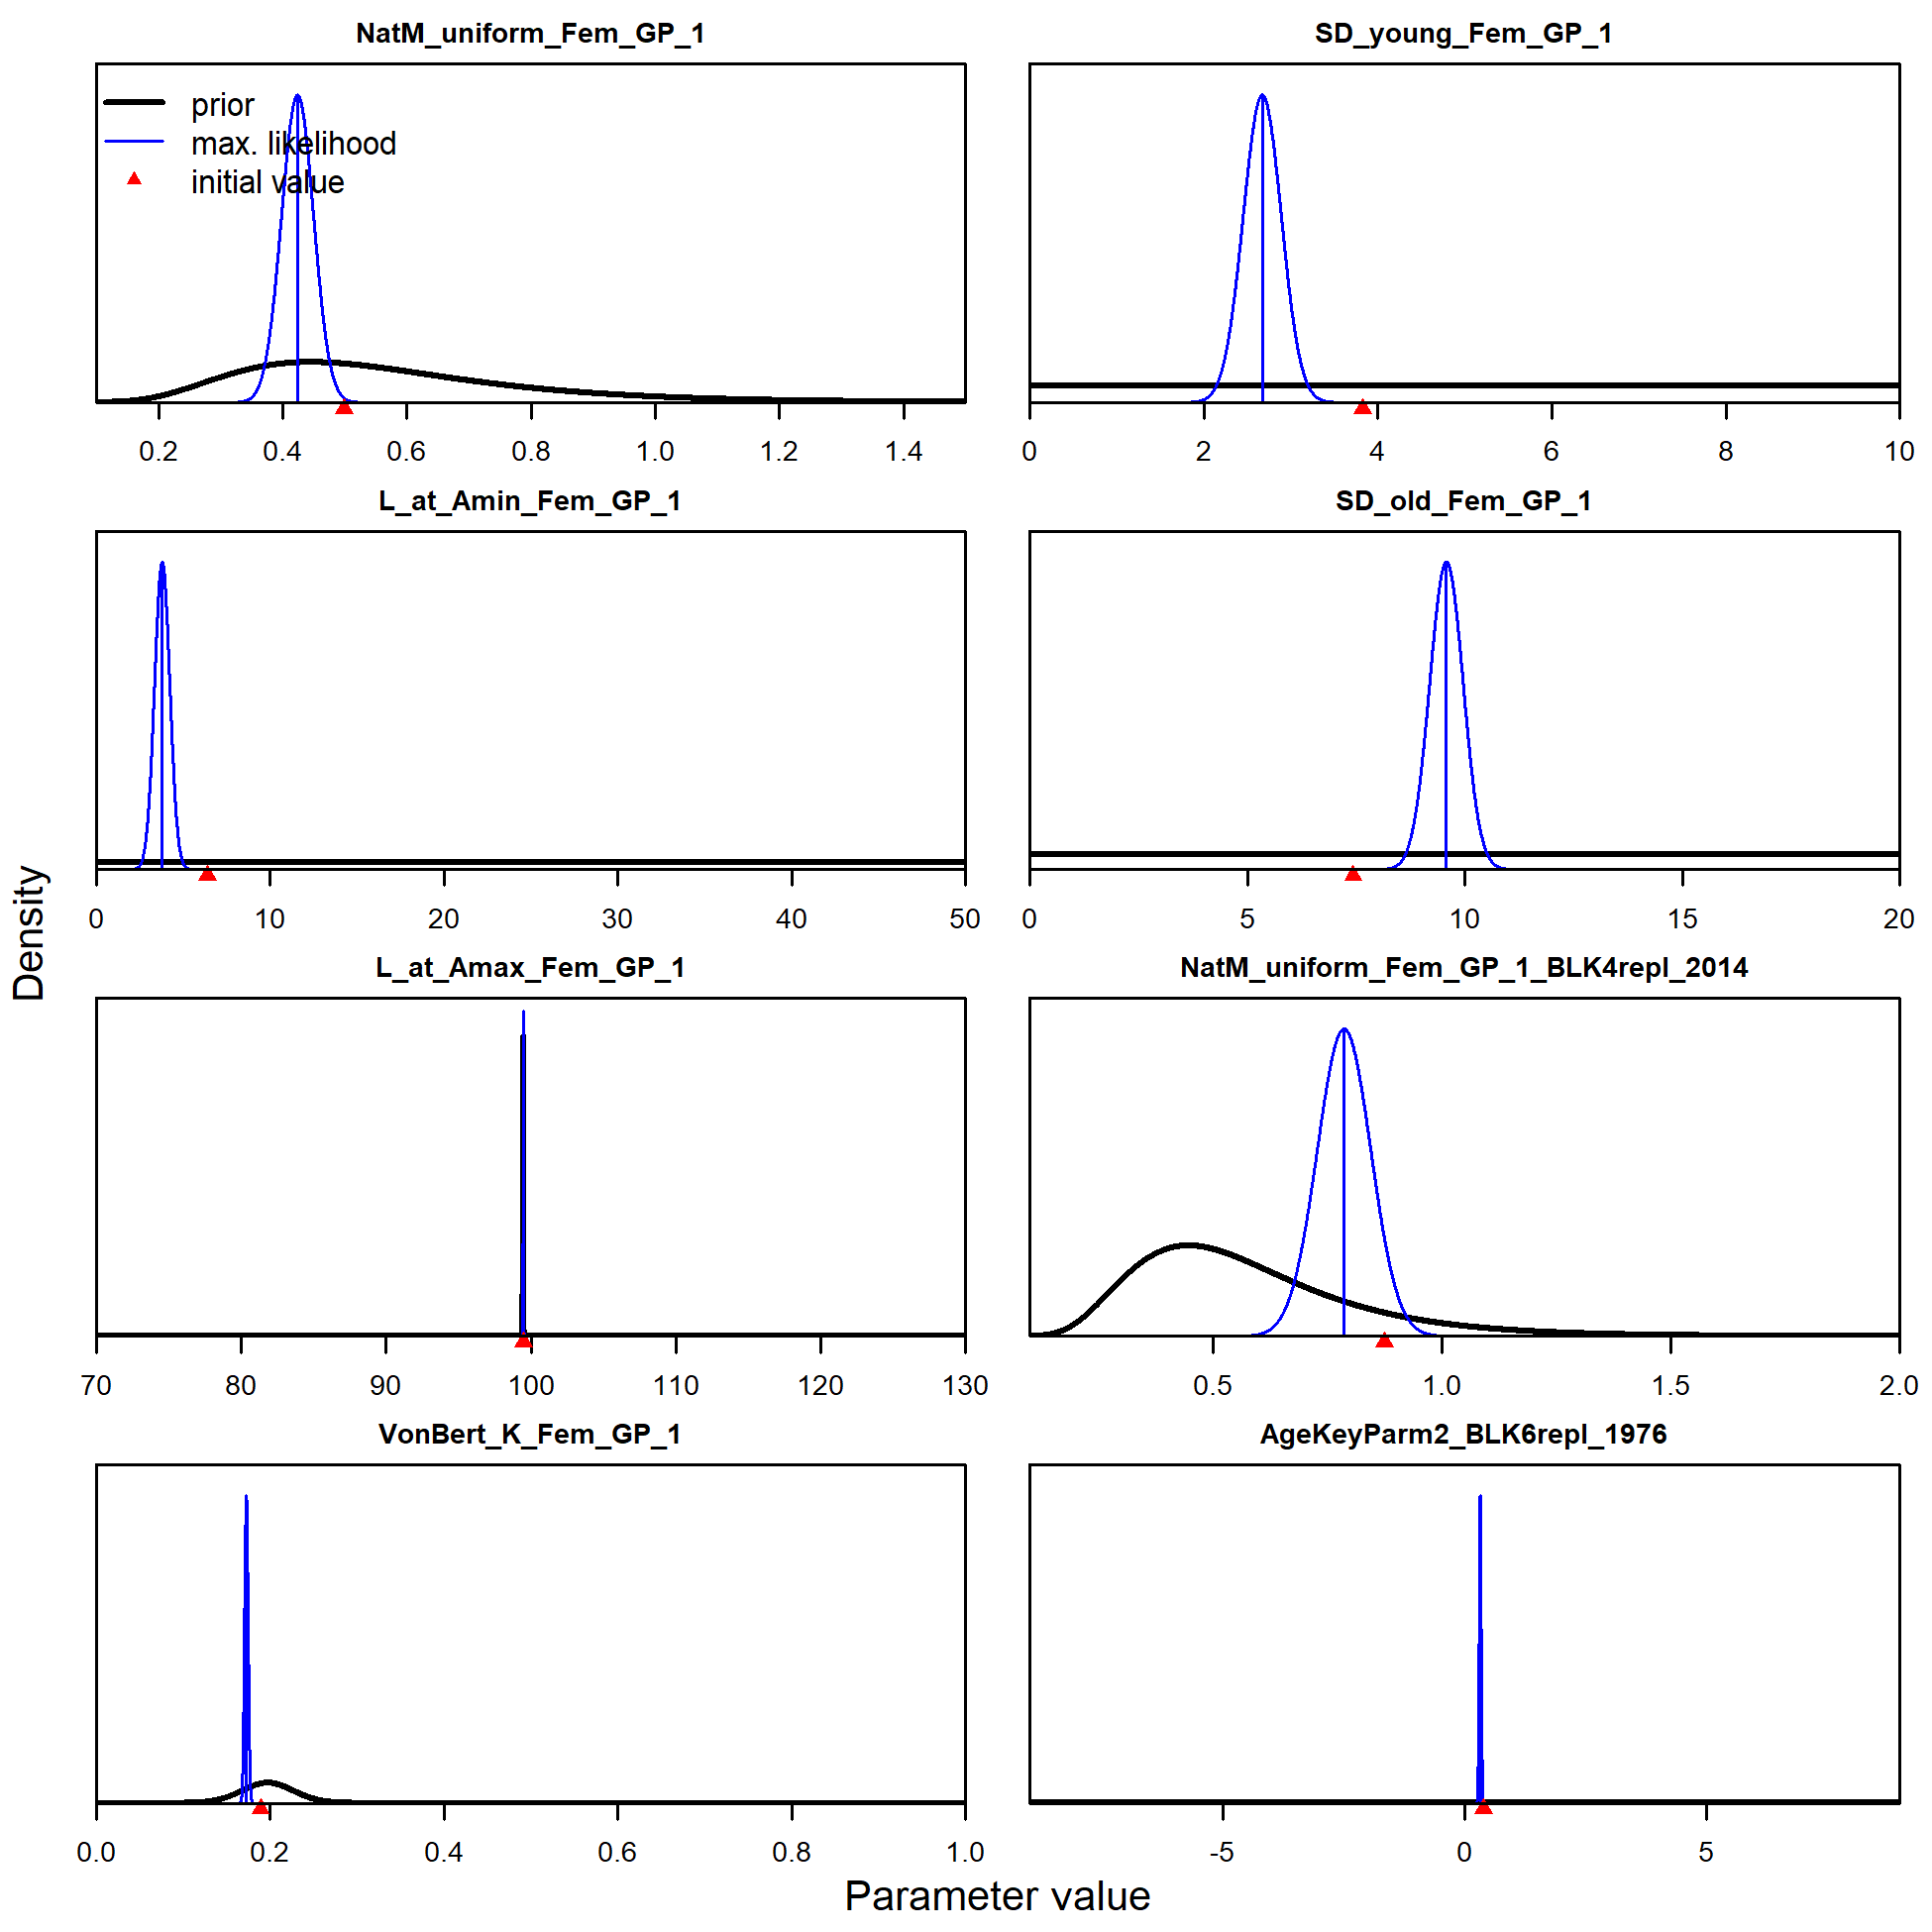 NatM_uniform_Fem_GP_1
prior
max. likelihood
initial value
0.2 0.4 0.6 0.8 1.0 1.2 1.4
SD_young_Fem_GP_1
0 2 4 6 8 10
L_at_Amin_Fem_GP_1
0 10 20 30 40 50
SD_old_Fem_GP_1
0 5 10 15 20
L_at_Amax_Fem_GP_1
70 80 90 100 110 120 130
NatM_uniform_Fem_GP_1_BLK4repl_2014
0.5 1.0 1.5 2.0
VonBert_K_Fem_GP_1
0.0 0.2 0.4 0.6 0.8 1.0
AgeKeyParm2_BLK6repl_1976
-5 0 5
Density
Parameter value